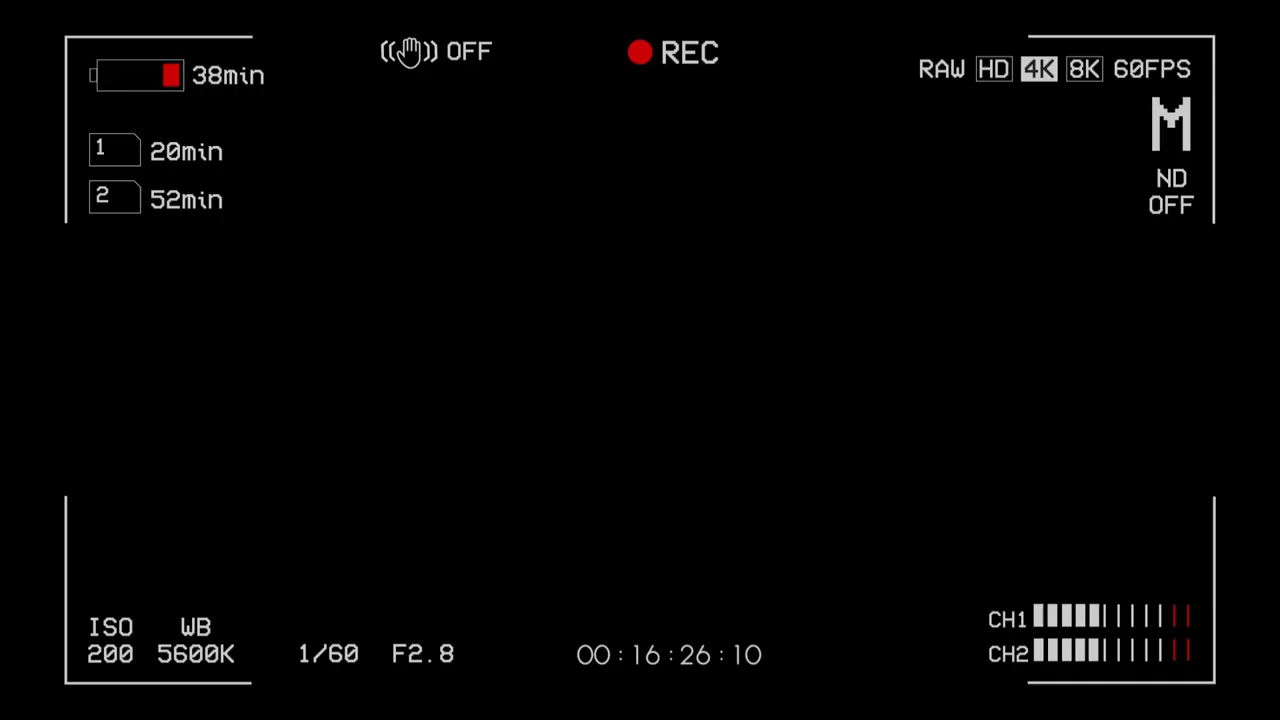 OFF
REC
38min
RAW HD 4K 8K 60FPS
M
1 20min
ND
OFF
2 52min
ISO
200
WB
5600K
1/60
F2.8
00:16:26:10
CH1
CH2